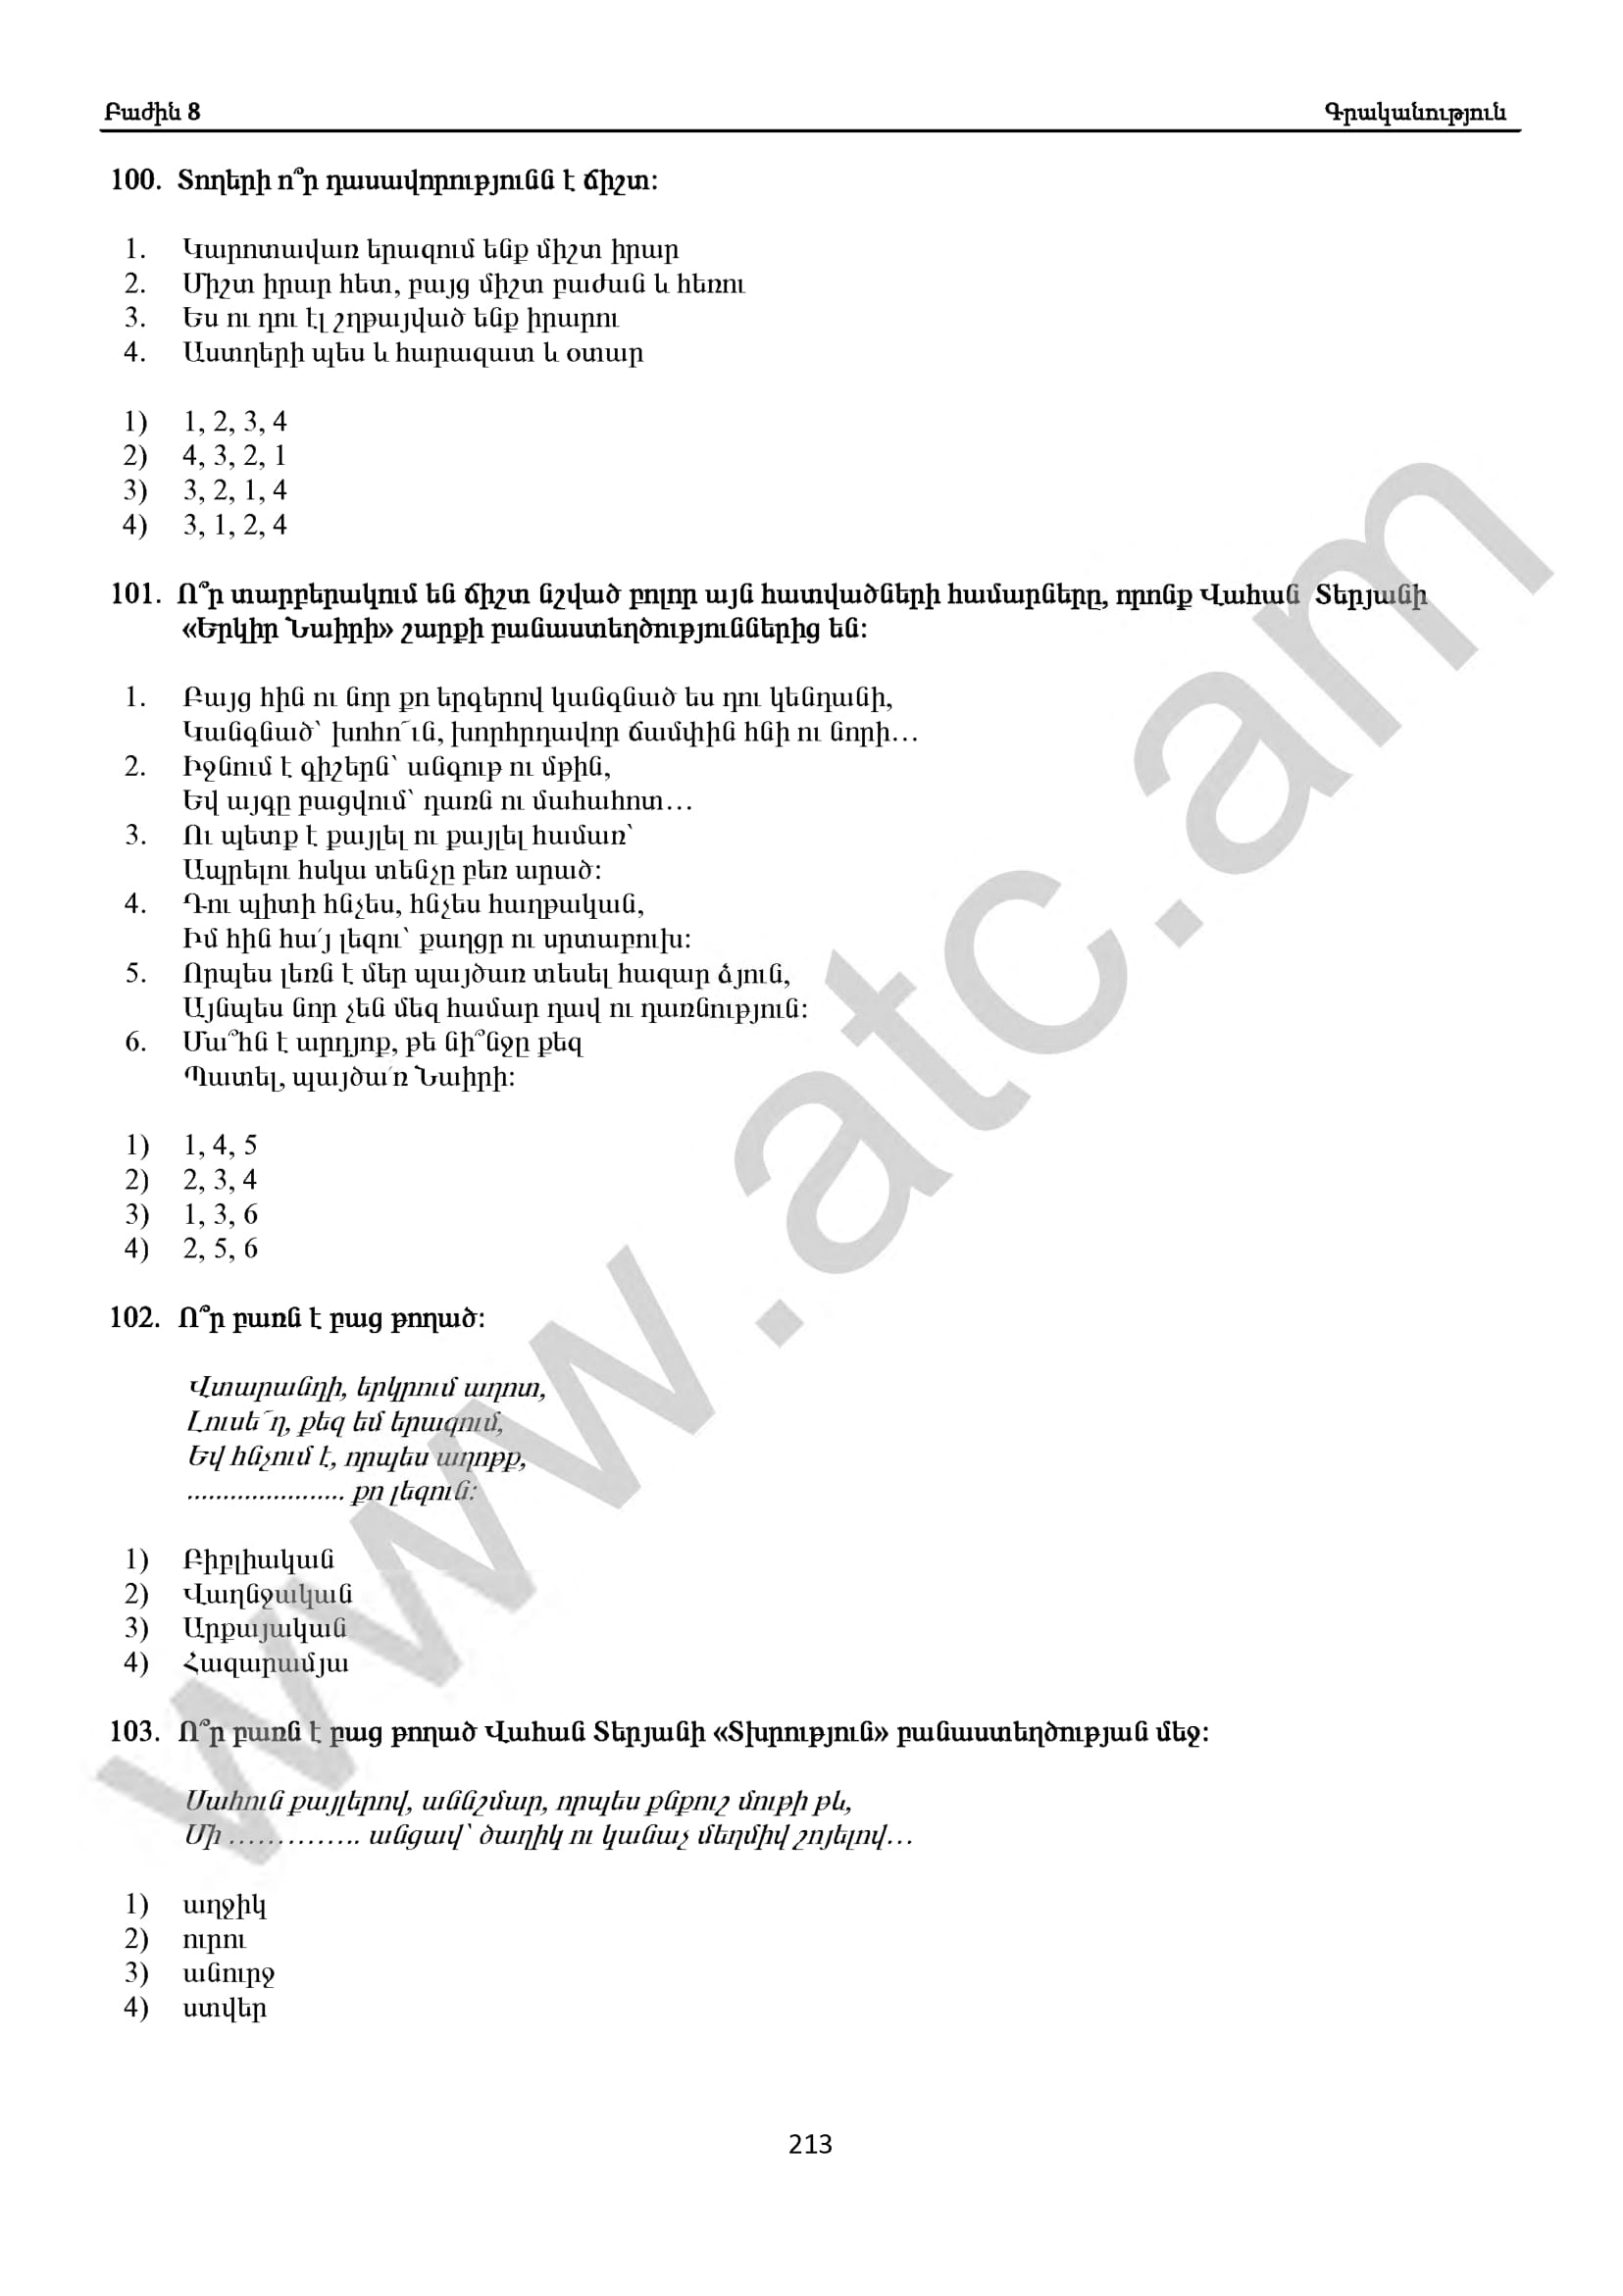 Բաժին 8
Գրականություն
100. Տողերի ո՞ր դասավորությունն է ճիշտ:
1. Կարոտավառ երազում ենք միշտ իրար
2. Միշտ իրար հետ, բայց միշտ բաժան և հեռու
3. Ես ու դու էլ շղթայված ենք իրարու
4. Աստղերի պես և հարազատ և օտար
1) 1, 2, 3, 4
2) 4, 3, 2, 1
3) 3, 2, 1, 4
4) 3, 1, 2, 4
101. Ո՞ր տարբերակում են ճիշտ նշված բոլոր այն հատվածների համարները, որոնք Վահան Տերյանի
«Երկիր Նաիրի» շարքի բանաստեղծություններից են:
1. Բայց հին ու նոր քո երգերով կանգնած ես դու կենդանի,
Կանգնած՝ խոհո՜ւն, խորհրդավոր ճամփին հնի ու նորի…
2. Իջնում է գիշերն՝ անգութ ու մթին,
Եվ այգը բացվում՝ դառն ու մահահոտ…
3. Ու պետք է քայլել ու քայլել համառ՝
Ապրելու հսկա տենչը բեռ արած:
4. Դու պիտի հնչես, հնչես հաղթական,
Իմ հին հա՛յ լեզու՝ քաղցր ու սրտաբուխ:
5. Որպես լեռն է մեր պայծառ տեսել հազար ձյուն,
Այնպես նոր չեն մեզ համար դավ ու դառնություն:
6. Մա՞հն է արդյոք, թե նի՞նջը քեզ
Պատել, պայծա՛ռ Նաիրի:
1) 1, 4, 5
2) 2, 3, 4
3) 1, 3, 6
4) 2, 5, 6
102. Ո՞ր բառն է բաց թողած:
Վտարանդի, երկրում աղոտ,
Լուսե՜ղ, քեզ եմ երազում,
Եվ հնչում է, որպես աղոթք,
...................... քո լեզուն:
1) Բիբլիական
2) Վաղնջական
3) Արքայական
4) Հազարամյա
103. Ո՞ր բառն է բաց թողած Վահան Տերյանի «Տխրություն» բանաստեղծության մեջ:
Սահուն քայլերով, աննշմար, որպես քնքուշ մութի թև,
Մի ………….. անցավ՝ ծաղիկ ու կանաչ մեղմիվ շոյելով…
1) աղջիկ
2) ուրու
3) անուրջ
4) ստվեր
213
www.atc.am